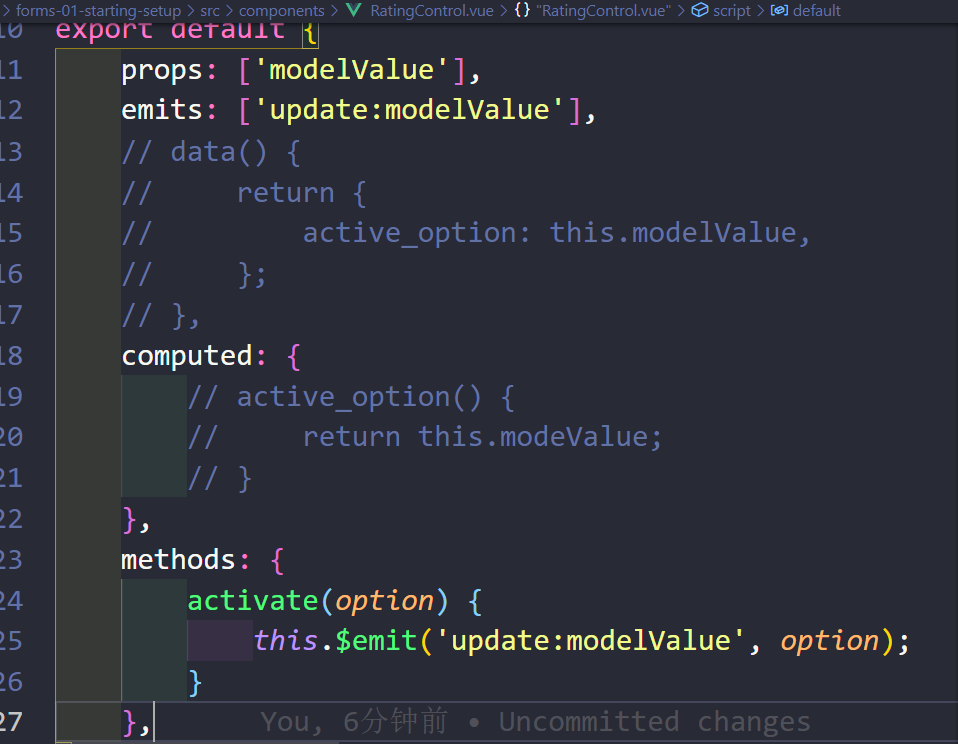 forms-01-starting-setup > src > components > RatingControl.vue > {} "RatingControl.vue" > script > default
10 export default {
11 props: ['modelValue'],
12 emits: ['update:modelValue'],
13 // data() {
14 //     return {
15 //         active_option: this.modelValue,
16 //     };
17 // },
18 computed: {
19 // active_option() {
20 //     return this.modeValue;
21 // }
22 },
23 methods: {
24 activate(option) {
25 this.$emit('update:modelValue', option);
26 }
27 }, You, 6分钟前 • Uncommitted changes